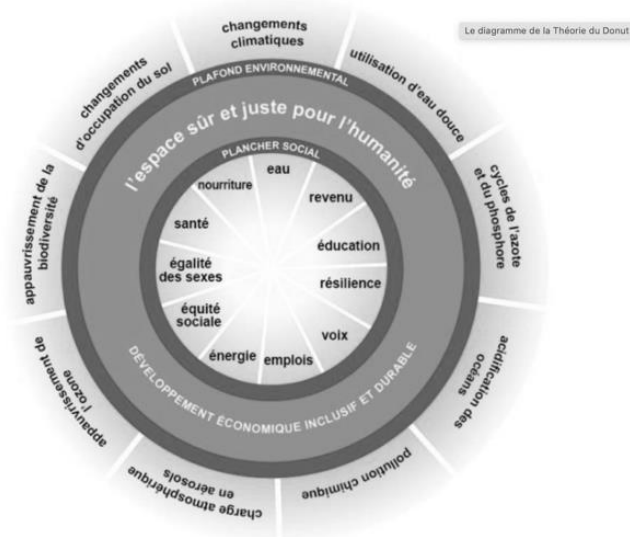 Le diagramme de la Théorie du Donut
changements
climatiques
utilisation d'eau douce
cycles de l'azote
et du phosphore
acidification des
océans
pollution chimique
charge atmosphérique
en aérosols
appauvrissement de
l'ozone
appauvrissement de la
biodiversité
changements
d'occupation du sol
PLAFOND ENVIRONNEMENTAL
l'espace sûr et juste pour l'humanité
PLANCHER SOCIAL
eau
revenu
éducation
résilience
voix
emplois
énergie
équité
sociale
égalité
des sexes
santé
nourriture
DÉVELOPPEMENT ÉCONOMIQUE INCLUSIF ET DURABLE